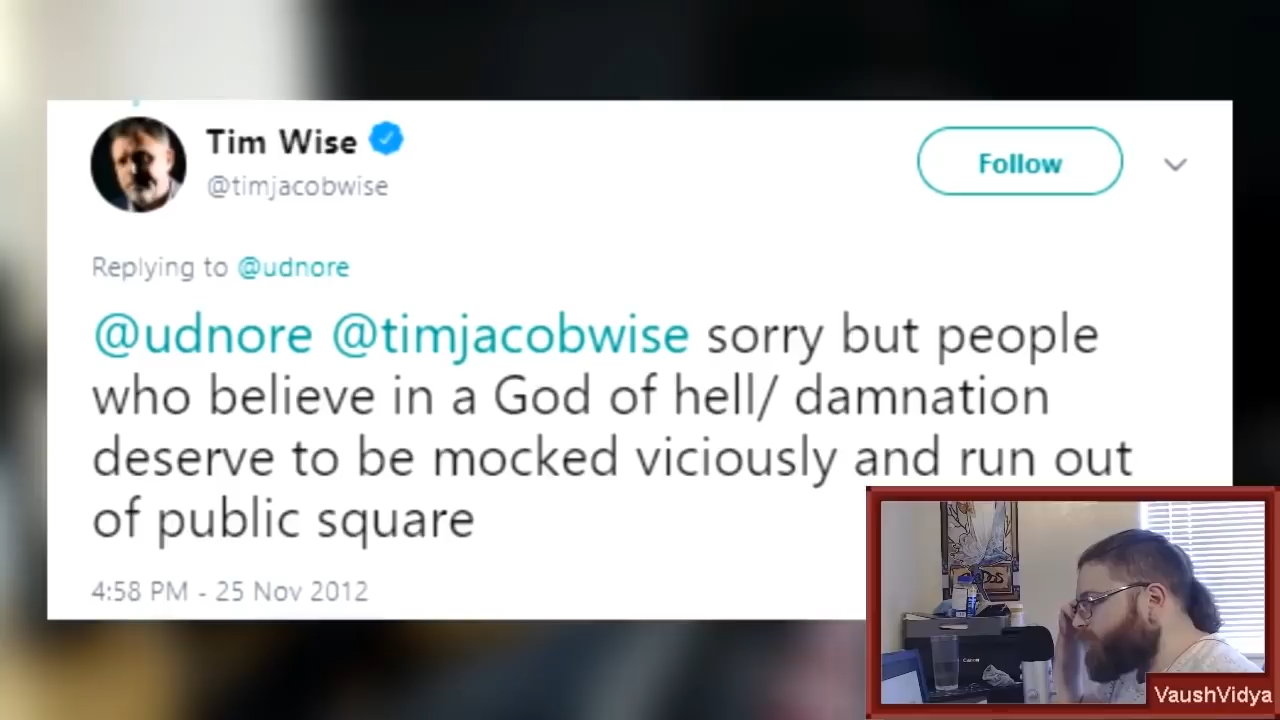 Tim Wise
@timjacobwise
Follow
Replying to @udnore
@udnore @timjacobwise sorry but people
who believe in a God of hell/ damnation
deserve to be mocked viciously and run out
of public square
4:58 PM - 25 Nov 2012
Canon
VaushVidya